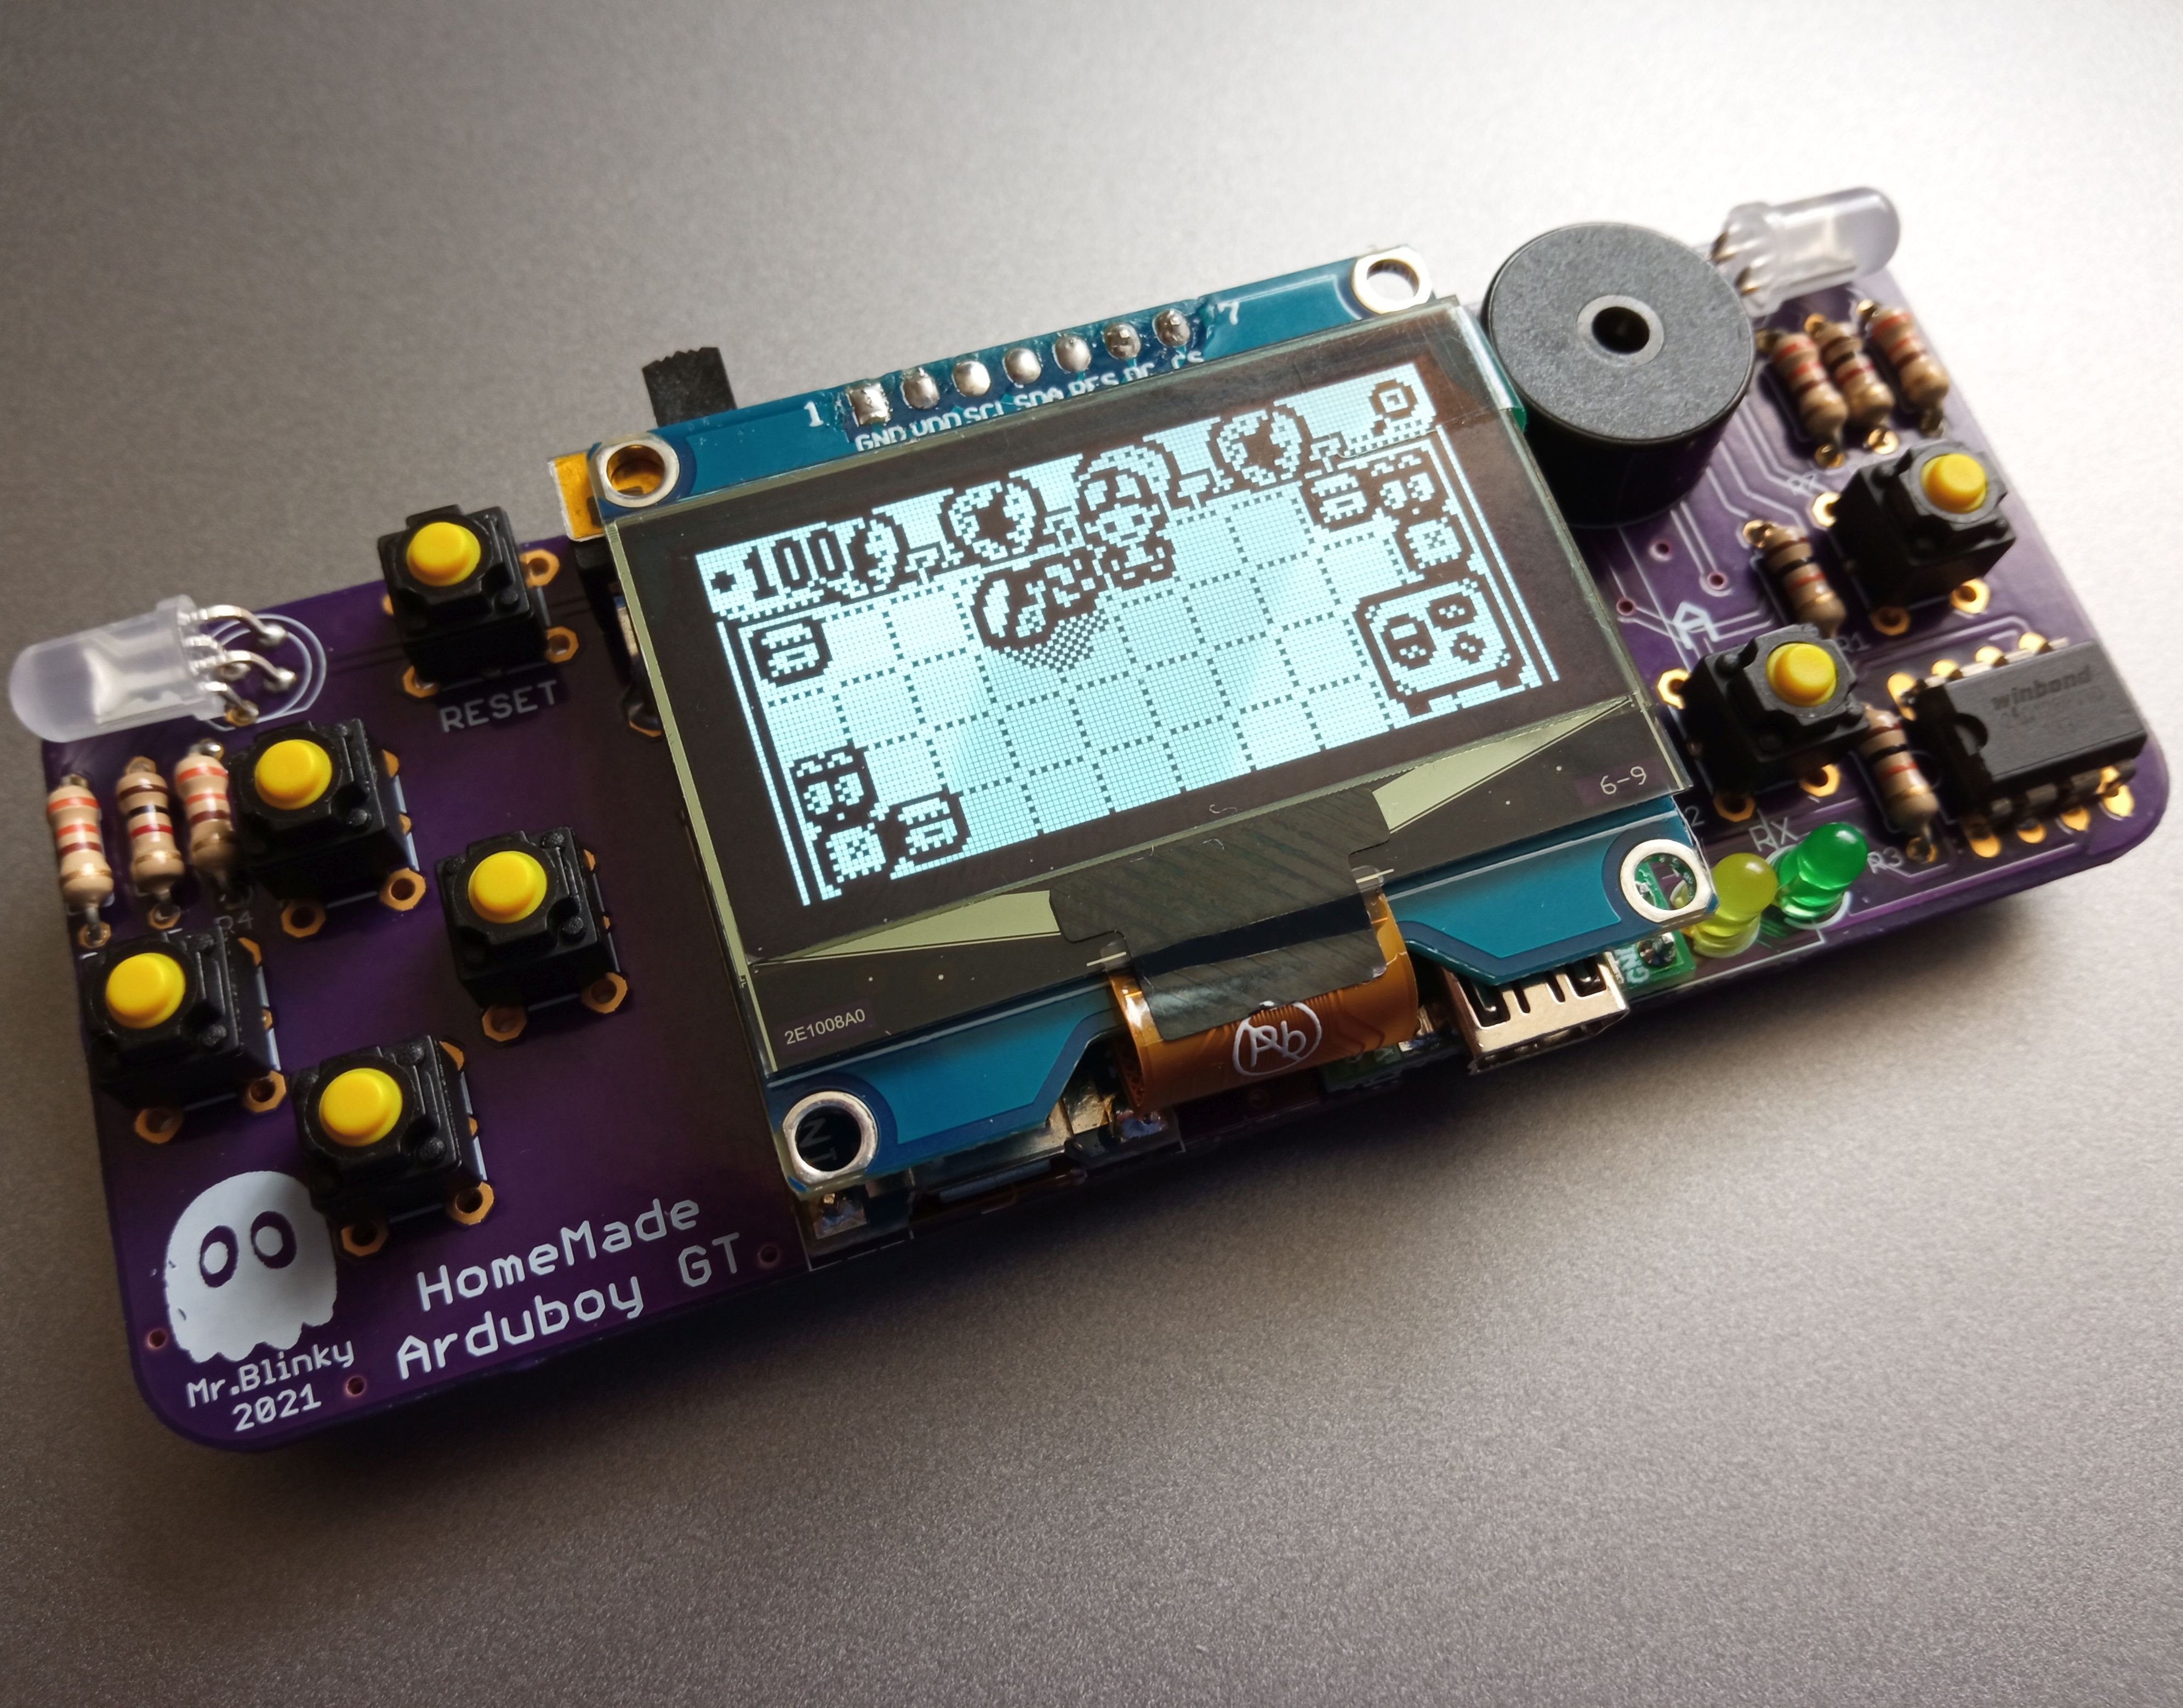 1
7
GND VDD SCL SDA RES DC CS
100
RESET
winbond
A
R1
6-9
2
RX
R3
R4
2E1008A0
HomeMade
Arduboy GT
Mr.Blinky
2021